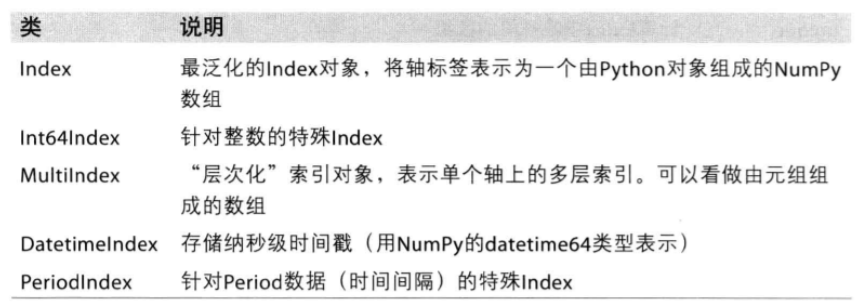 类 说明
Index 最泛化的Index对象，将轴标签表示为一个由Python对象组成的NumPy
数组
Int64Index 针对整数的特殊Index
MultiIndex “层次化”索引对象，表示单个轴上的多层索引。可以看做由元组组
成的数组
DatetimeIndex 存储纳秒级时间戳（用NumPy的datetime64类型表示）
PeriodIndex 针对Period数据（时间间隔）的特殊Index